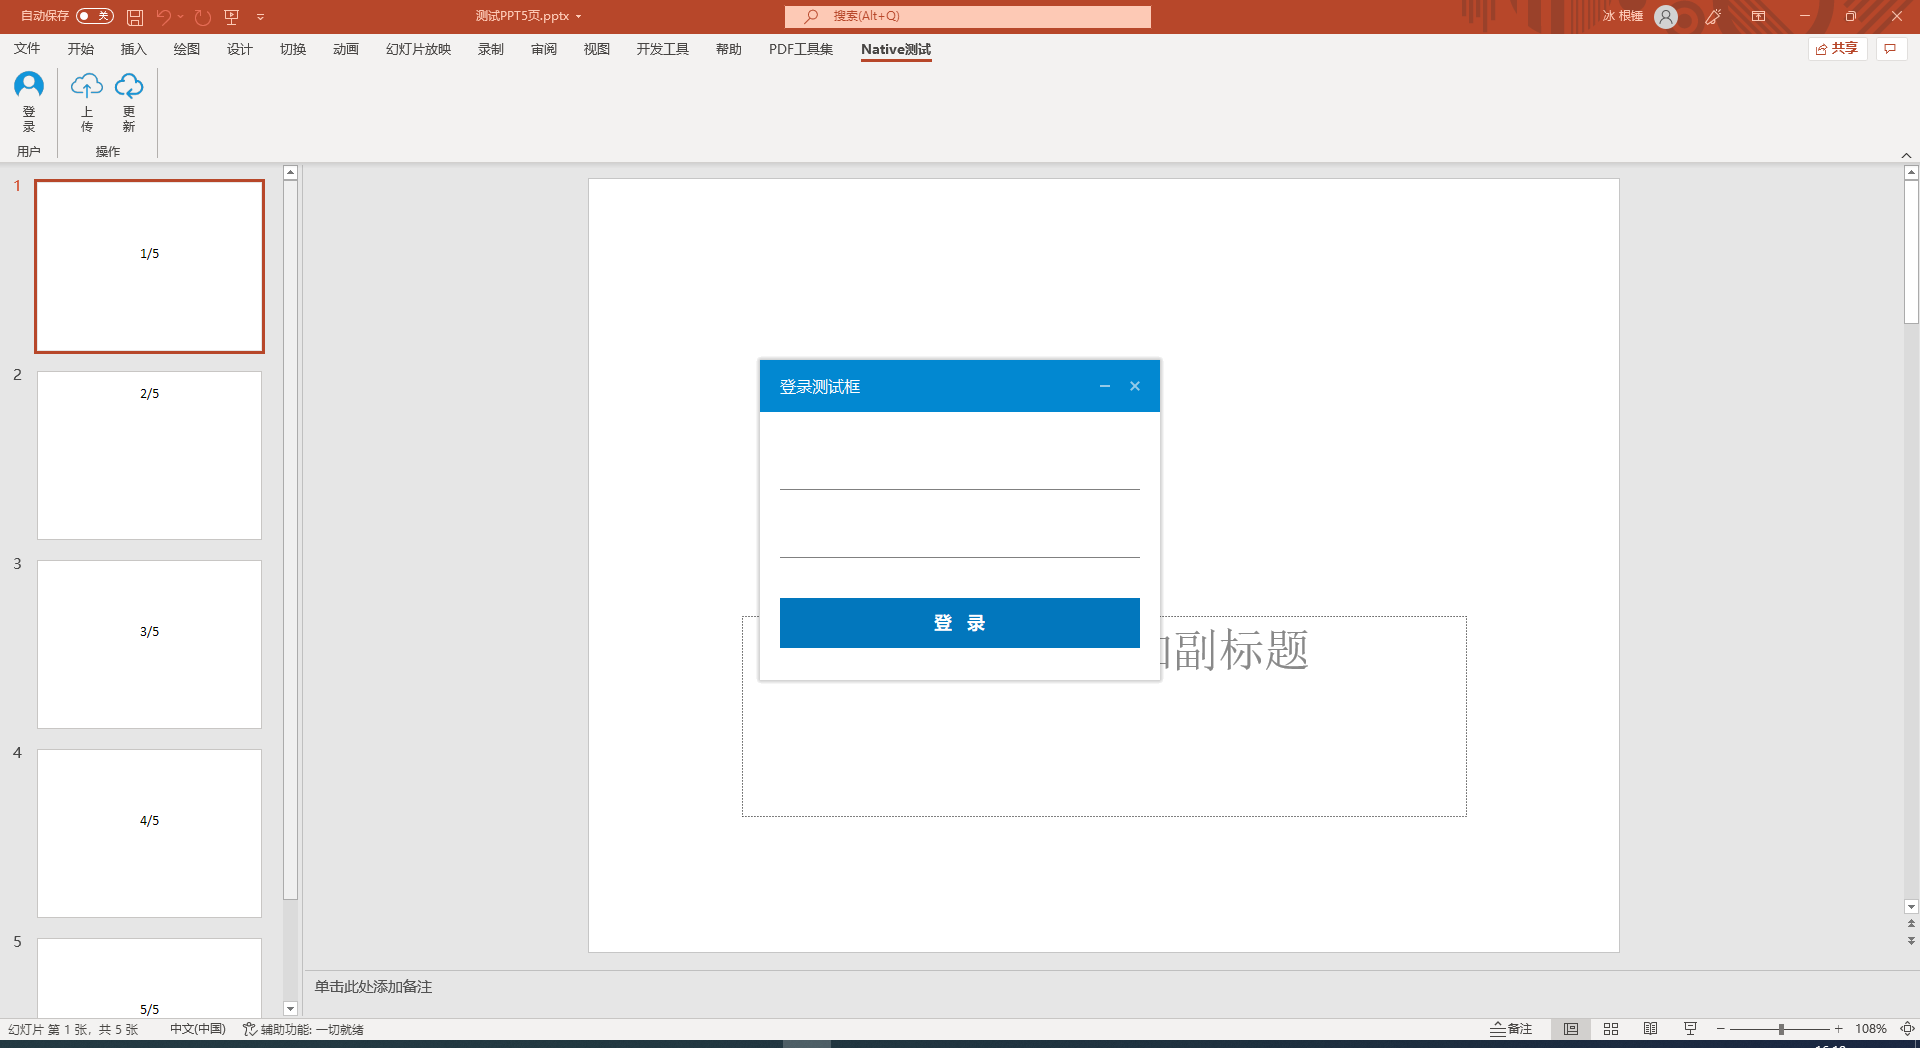 自动保存 关 测试PPT5页.pptx 搜索(Alt+Q) 冰 根锤
文件 开始 插入 绘图 设计 切换 动画 幻灯片放映 录制 审阅 视图 开发工具 帮助 PDF工具集 Native测试 共享
登录
上传
更新
用户 操作
1
1/5
2
2/5
3
3/5
4
4/5
5
5/5
登录测试框
登 录
副标题
单击此处添加备注
幻灯片 第 1 张，共 5 张 中文(中国) 辅助功能: 一切就绪 备注 108%